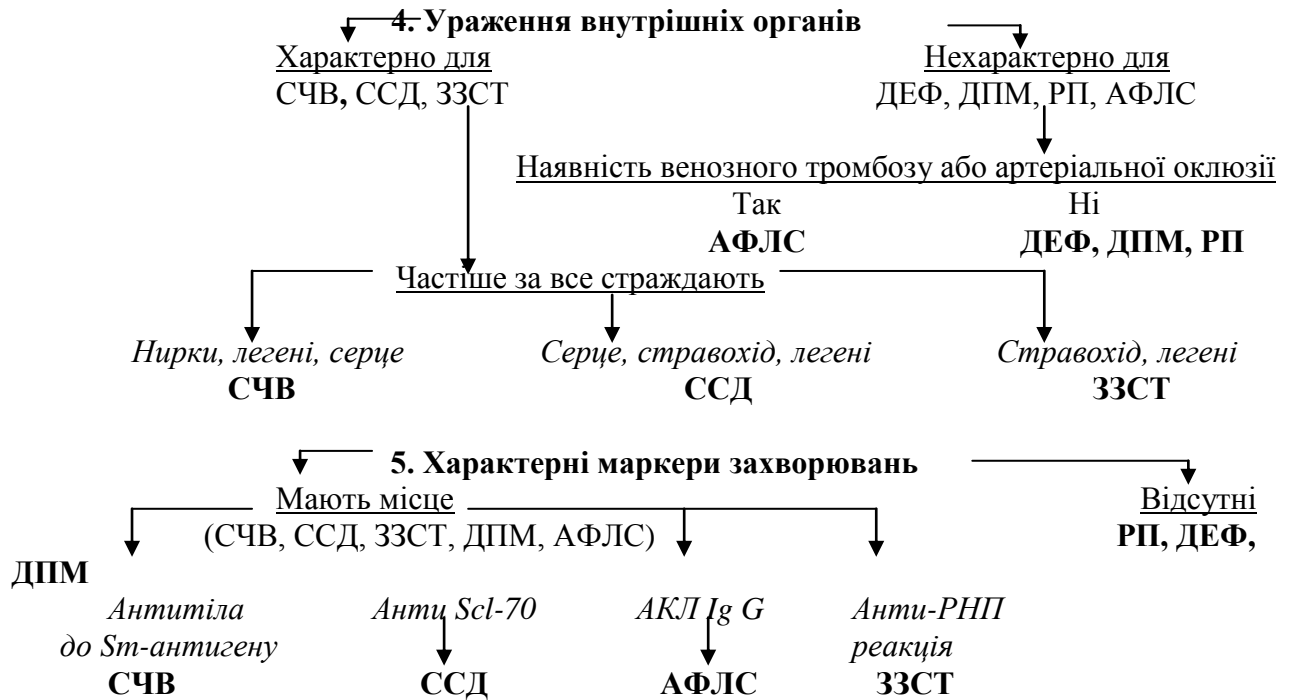 4. Ураження внутрішніх органів
Характерно для Нехарактерно для
СЧВ, ССД, ЗЗСТ ДЕФ, ДПМ, РП, АФЛС
Наявність венозного тромбозу або артеріальної оклюзії
Так Ні
АФЛС ДЕФ, ДПМ, РП
Частіше за все страждають
Нирки, легені, серце Серце, стравохід, легені Стравохід, легені
СЧВ ССД ЗЗСТ
5. Характерні маркери захворювань
Мають місце Відсутні
(СЧВ, ССД, ЗЗСТ, ДПМ, АФЛС) РП, ДЕФ,
ДПМ
Антитіла Анти Scl-70 АКЛ Ig G Анти-РНП
до Sm-антигену реакція
СЧВ ССД АФЛС ЗЗСТ